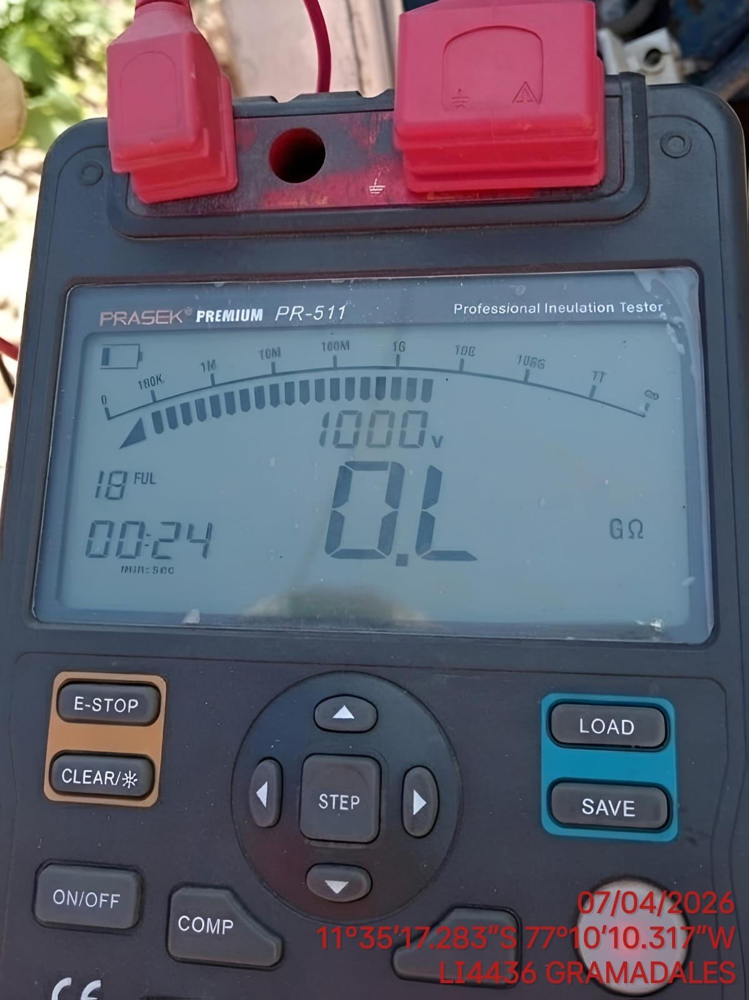 PRASEK® PREMIUM PR-511
Professional Ineulation Tester
0 180K 1M 10M 100M 1G 10G 1T ∞
1000v
18 FUL
0.L
00:24
GΩ
E-STOP
LOAD
CLEAR/
STEP
SAVE
ON/OFF
COMP
CE
07/04/2026
11°35'17.283"S 77°10'10.317"W
LI4436 GRAMADALES